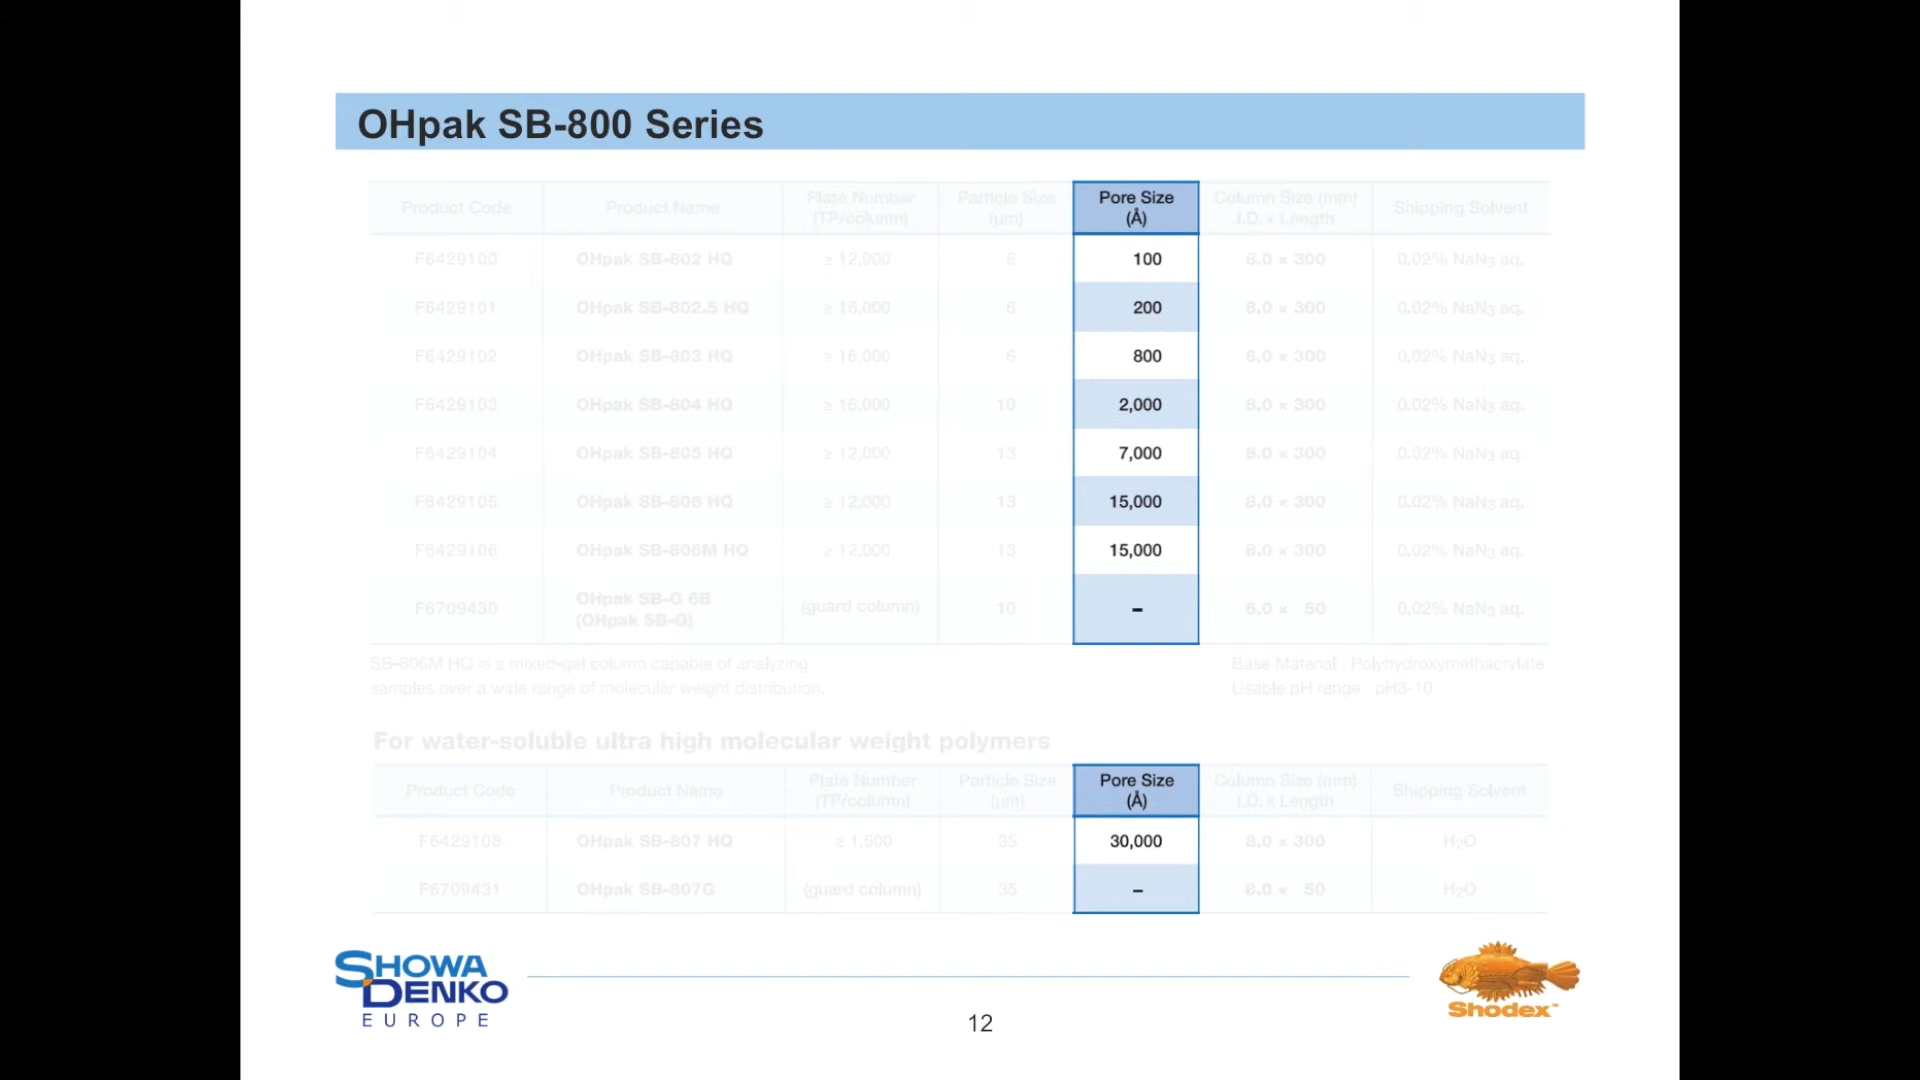 OHpak SB-800 Series
Product Code Product Name Plate Number (TP/column) Particle Size (μm) Pore Size (Å) Column Size (mm) I.D. x Length Shipping Solvent
F6429100 OHpak SB-802 HQ ≥ 12,000 8 100 8.0 × 300 0.02% NaN₃ aq.
F6429101 OHpak SB-802.5 HQ ≥ 16,000 6 200 8.0 × 300 0.02% NaN₃ aq.
F6429102 OHpak SB-803 HQ ≥ 16,000 6 800 8.0 × 300 0.02% NaN₃ aq.
F6429103 OHpak SB-804 HQ ≥ 16,000 10 2,000 8.0 × 300 0.02% NaN₃ aq.
F6429104 OHpak SB-805 HQ ≥ 12,000 13 7,000 8.0 × 300 0.02% NaN₃ aq.
F6429105 OHpak SB-806 HQ ≥ 12,000 13 15,000 8.0 × 300 0.02% NaN₃ aq.
F6429106 OHpak SB-806M HQ ≥ 12,000 13 15,000 8.0 × 300 0.02% NaN₃ aq.
F6709430 OHpak SB-G 6B (OHpak SB-G) (guard column) 10 – 6.0 × 50 0.02% NaN₃ aq.
SB-806M HQ is a mixed-gel column capable of analyzing
samples over a wide range of molecular weight distribution.
Base Material : Polyhydroxymethacrylate
Usable pH range : pH3-10
For water-soluble ultra high molecular weight polymers
Product Code Product Name Plate Number (TP/column) Particle Size (μm) Pore Size (Å) Column Size (mm) I.D. x Length Shipping Solvent
F6429108 OHpak SB-807 HQ ≥ 1,500 35 30,000 8.0 × 300 H₂O
F6709431 OHpak SB-807G (guard column) 35 – 8.0 × 50 H₂O
SHOWA
DENKO
EUROPE
12
Shodex™